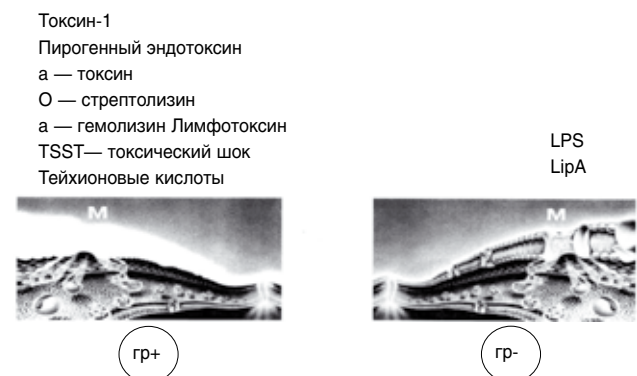 Токсин-1
Пирогенный эндотоксин
а — токсин
О — стрептолизин
а — гемолизин Лимфотоксин
TSST— токсический шок
Тейхионовые кислоты
LPS
LipA
М
М
гр+
гр-